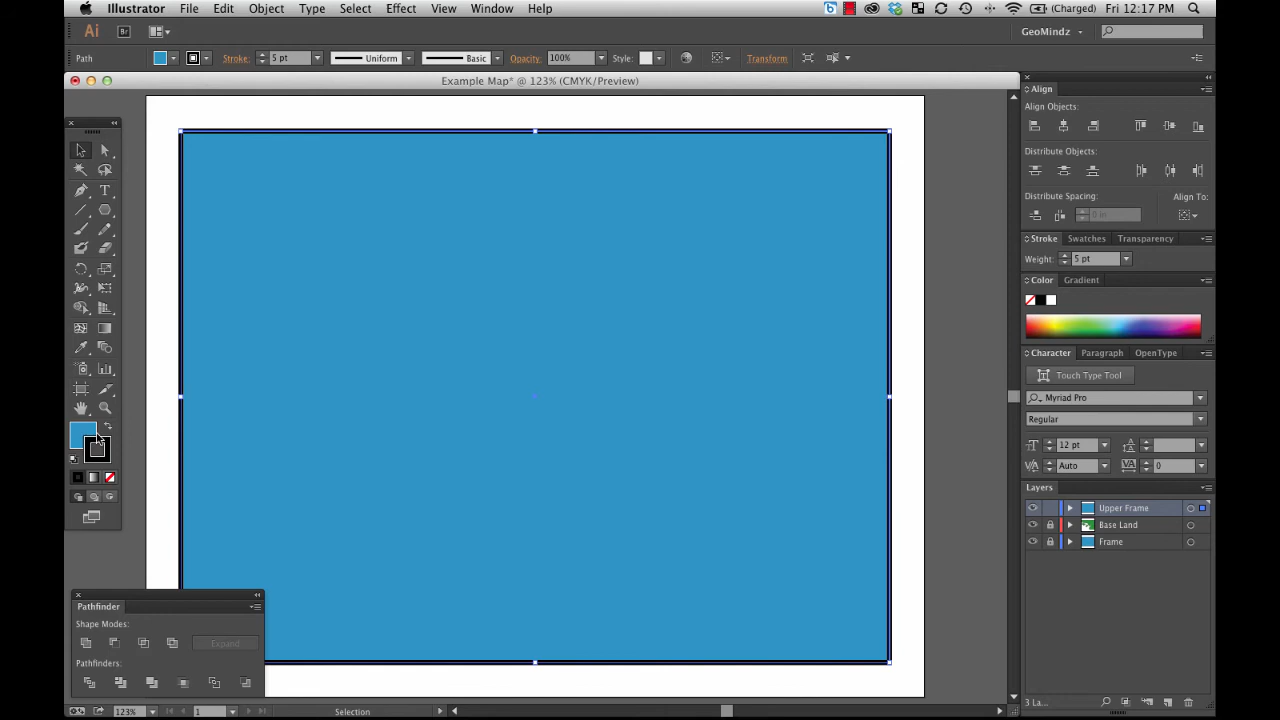 Illustrator File Edit Object Type Select Effect View Window Help (Charged) Fri 12:17 PM
Ai Br GeoMindz
Path Stroke: 5 pt Uniform Basic Opacity: 100% Style: Transform
Example Map* @ 123% (CMYK/Preview)
Align
Align Objects:
Distribute Objects:
Distribute Spacing: Align To:
0 in
Stroke Swatches Transparency
Weight: 5 pt
Color Gradient
Character Paragraph OpenType
Touch Type Tool
Myriad Pro
Regular
12 pt
Auto 0
Layers
Upper Frame
Base Land
Frame
Pathfinder
Shape Modes:
Expand
Pathfinders:
123% 1 Selection 3 La...